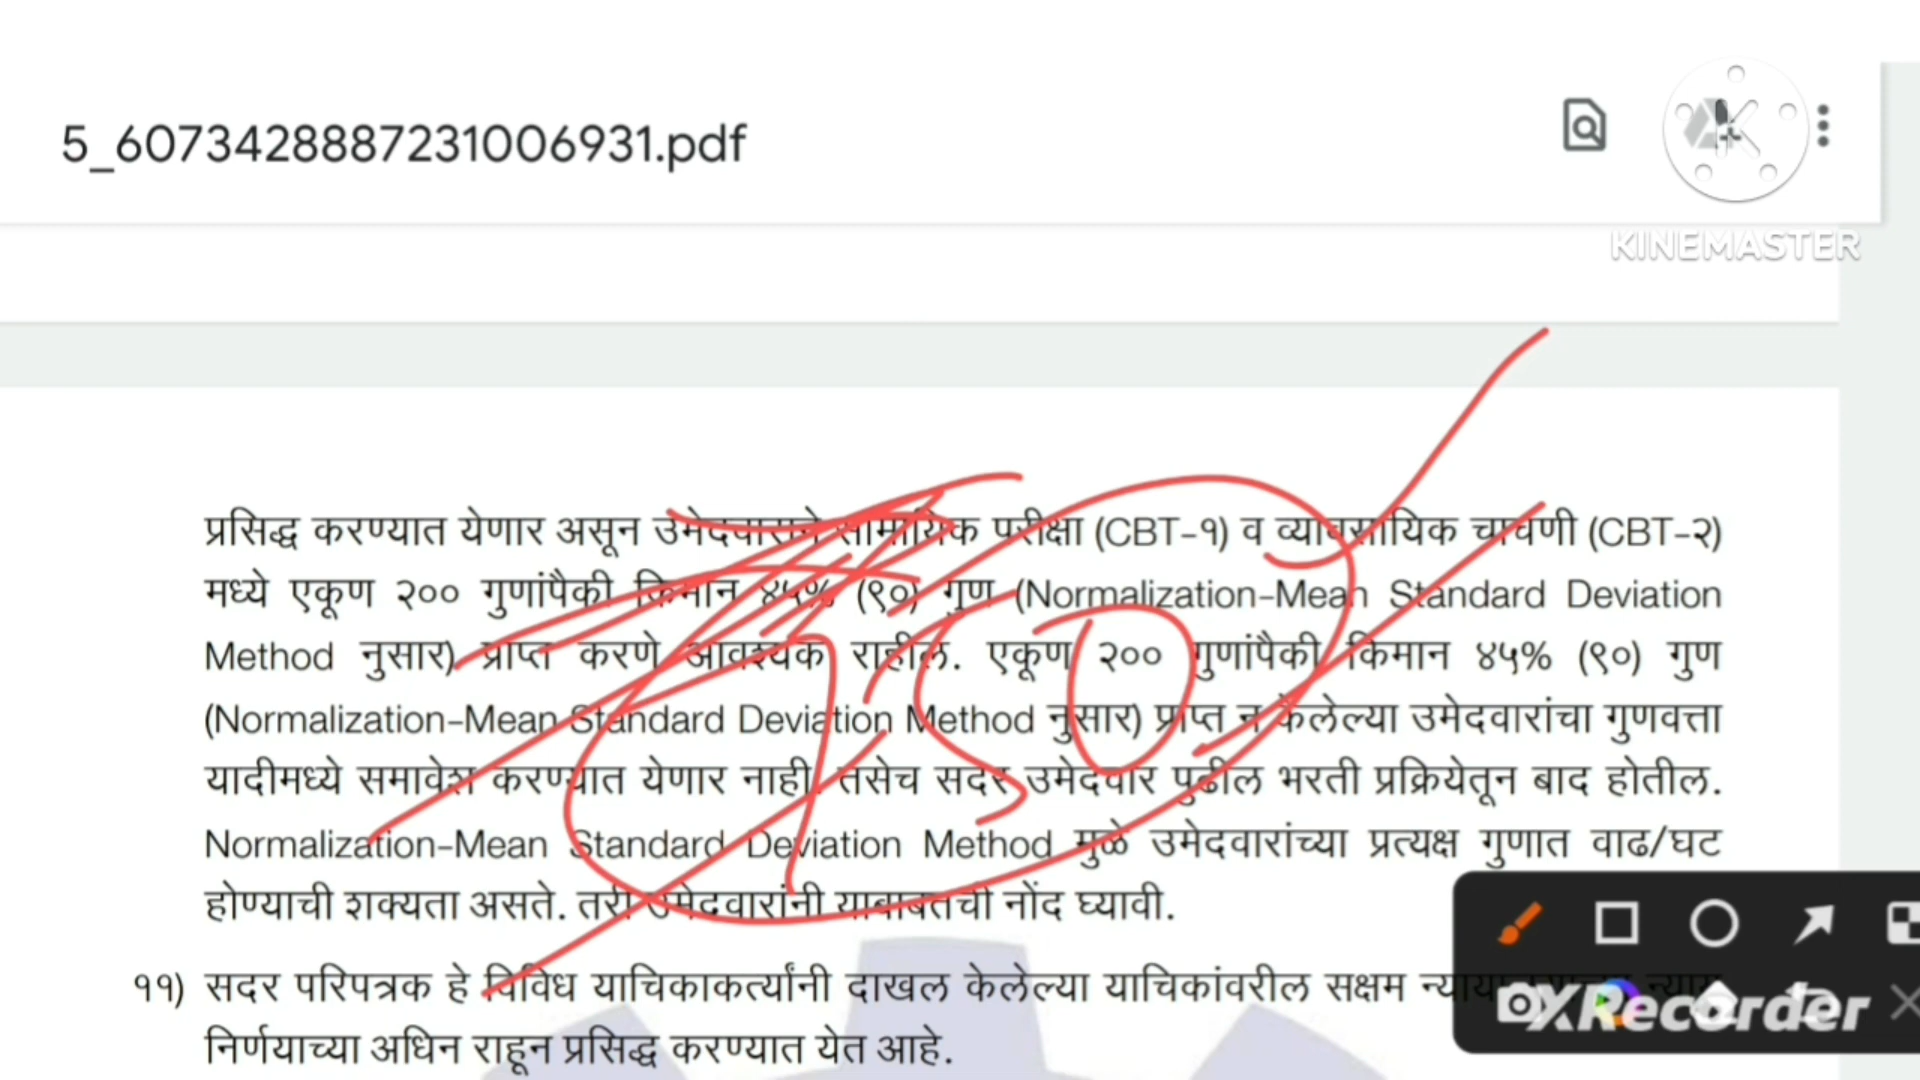 5_6073428887231006931.pdf
KINEMASTER
प्रसिद्ध करण्यात येणार असून उमेदवाराने सामायिक परीक्षा (CBT-१) व व्यावसायिक चाचणी (CBT-२)
मध्ये एकूण २०० गुणांपैकी किमान ४५% (९०) गुण (Normalization-Mean Standard Deviation
Method नुसार) प्राप्त करणे आवश्यक राहील. एकूण २०० गुणांपैकी किमान ४५% (९०) गुण
(Normalization-Mean Standard Deviation Method नुसार) प्राप्त न केलेल्या उमेदवारांचा गुणवत्ता
यादीमध्ये समावेश करण्यात येणार नाही. तसेच सदर उमेदवार पुढील भरती प्रक्रियेतून बाद होतील.
Normalization-Mean Standard Deviation Method मुळे उमेदवारांच्या प्रत्यक्ष गुणात वाढ/घट
होण्याची शक्यता असते. तरी उमेदवारांनी याबाबतची नोंद घ्यावी.
११) सदर परिपत्रक हे विविध याचिकाकर्त्यांनी दाखल केलेल्या याचिकांवरील सक्षम
निर्णयाच्या अधिन राहून प्रसिद्ध करण्यात येत आहे.
XRecorder